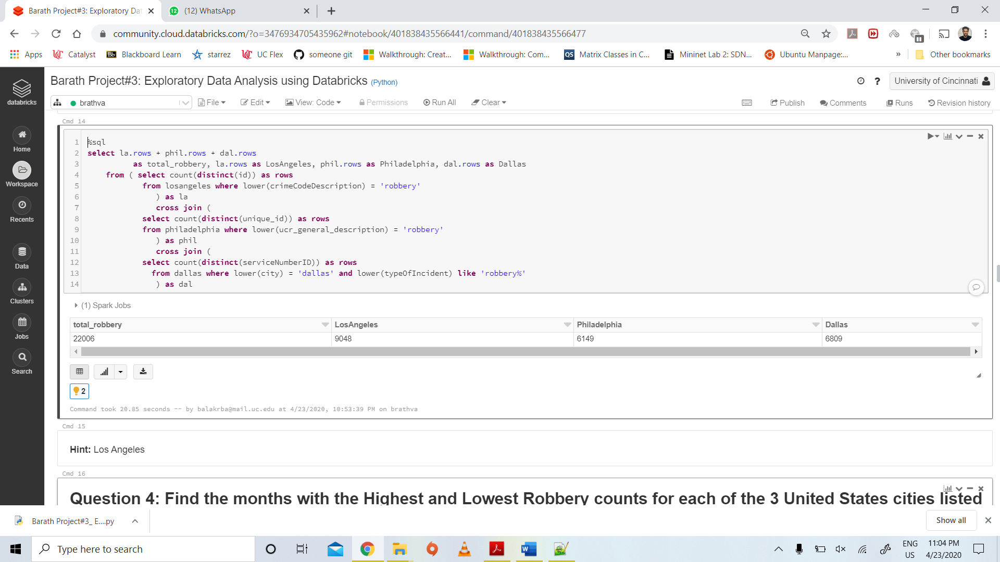 Barath Project#3: Exploratory Dat
(12) WhatsApp
community.cloud.databricks.com/?o=3476934705435962#notebook/401838435566441/command/401838435566477
Apps
Catalyst
Bb Blackboard Learn
starrez
UC Flex
someone git
Walkthrough: Creat...
Walkthrough: Com...
QS Matrix Classes in C...
Mininet Lab 2: SDN...
Ubuntu Manpage:...
»
Other bookmarks
databricks
Home
Workspace
Recents
Data
Clusters
Jobs
Search
Barath Project#3: Exploratory Data Analysis using Databricks (Python)
? University of Cincinnati
brathva
File Edit View: Code Permissions Run All Clear
Publish Comments Runs Revision history
Cmd 14
1 %sql
2 select la.rows + phil.rows + dal.rows
3 as total_robbery, la.rows as LosAngeles, phil.rows as Philadelphia, dal.rows as Dallas
4 from ( select count(distinct(id)) as rows
5 from losangeles where lower(crimeCodeDescription) = 'robbery'
6 ) as la
7 cross join (
8 select count(distinct(unique_id)) as rows
9 from philadelphia where lower(ucr_general_description) = 'robbery'
10 ) as phil
11 cross join (
12 select count(distinct(serviceNumberID)) as rows
13 from dallas where lower(city) = 'dallas' and lower(typeOfIncident) like 'robbery%'
14 ) as dal
(1) Spark Jobs
total_robbery LosAngeles Philadelphia Dallas
22006 9048 6149 6809
2
Command took 20.85 seconds -- by balakrba@mail.uc.edu at 4/23/2020, 10:53:39 PM on brathva
Cmd 15
Hint: Los Angeles
Cmd 16
Question 4: Find the months with the Highest and Lowest Robbery counts for each of the 3 United States cities listed
Barath Project#3_ E....py
Show all
Type here to search
ENG
US
11:04 PM
4/23/2020